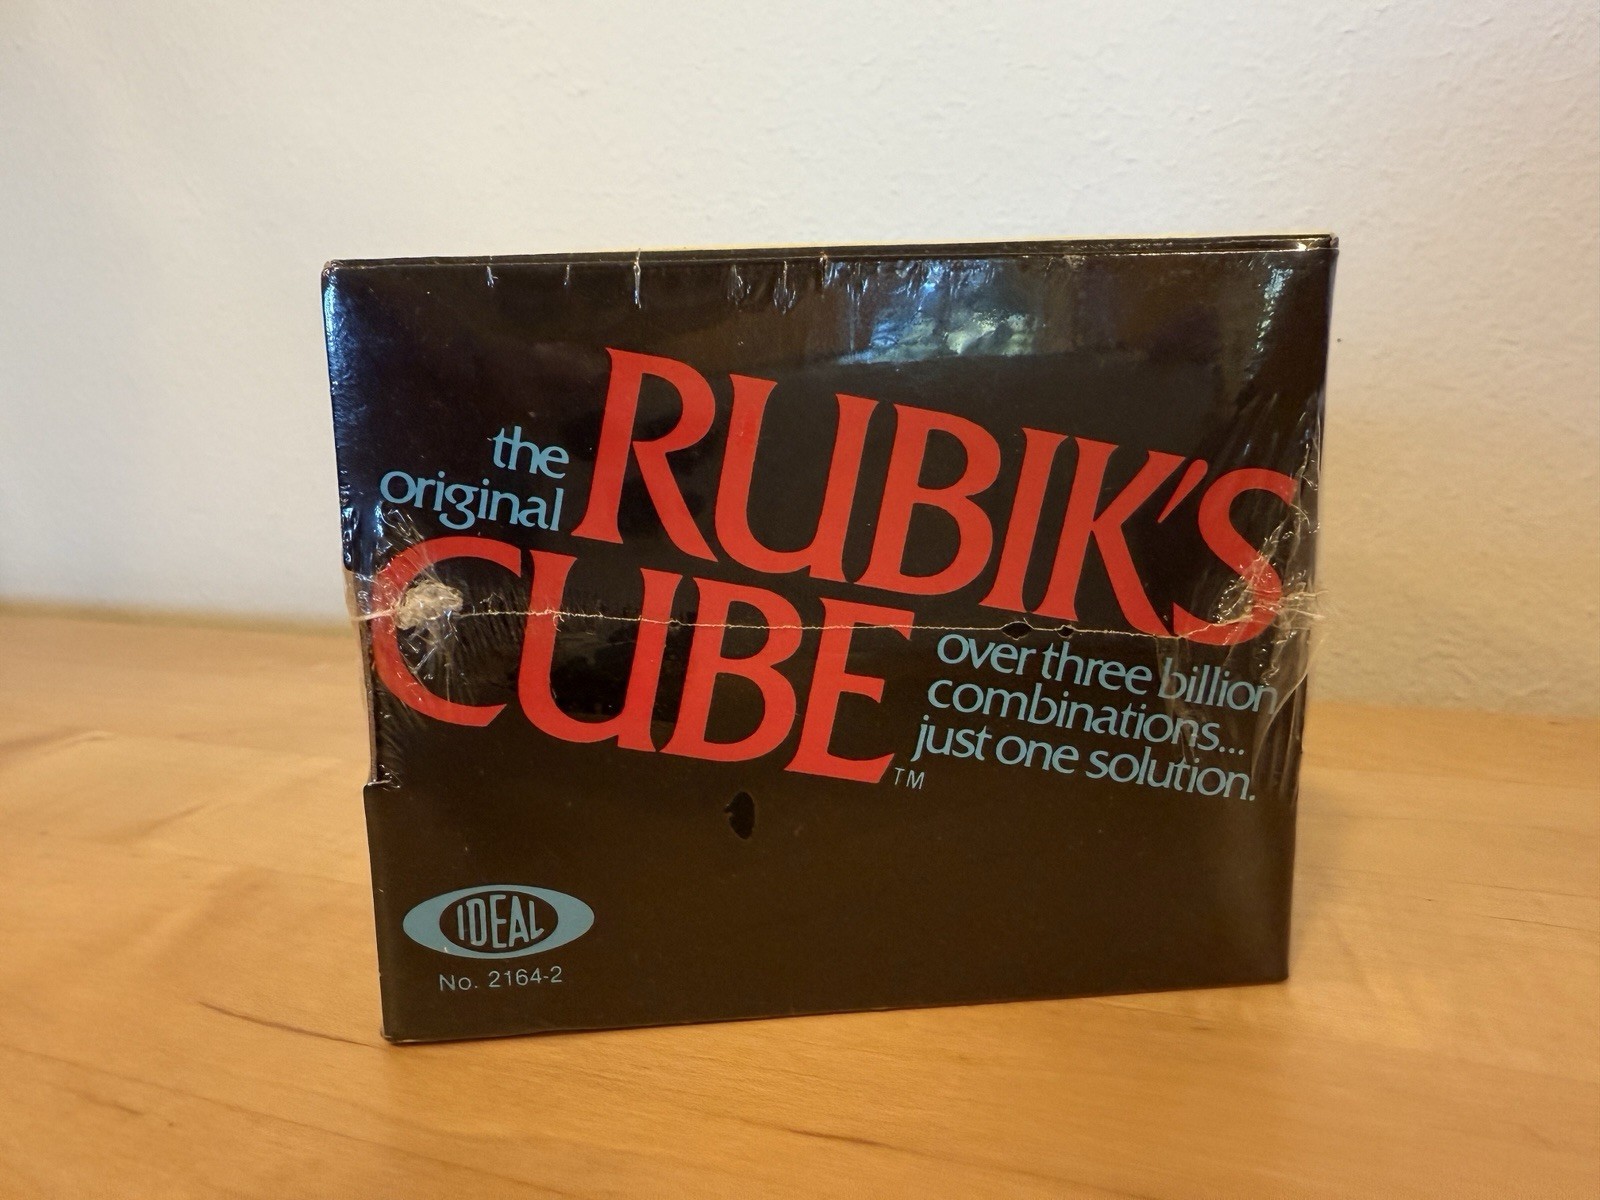 the
original
RUBIK'S
CUBE
TM
over three billion
combinations...
just one solution.
IDEAL
No. 2164-2